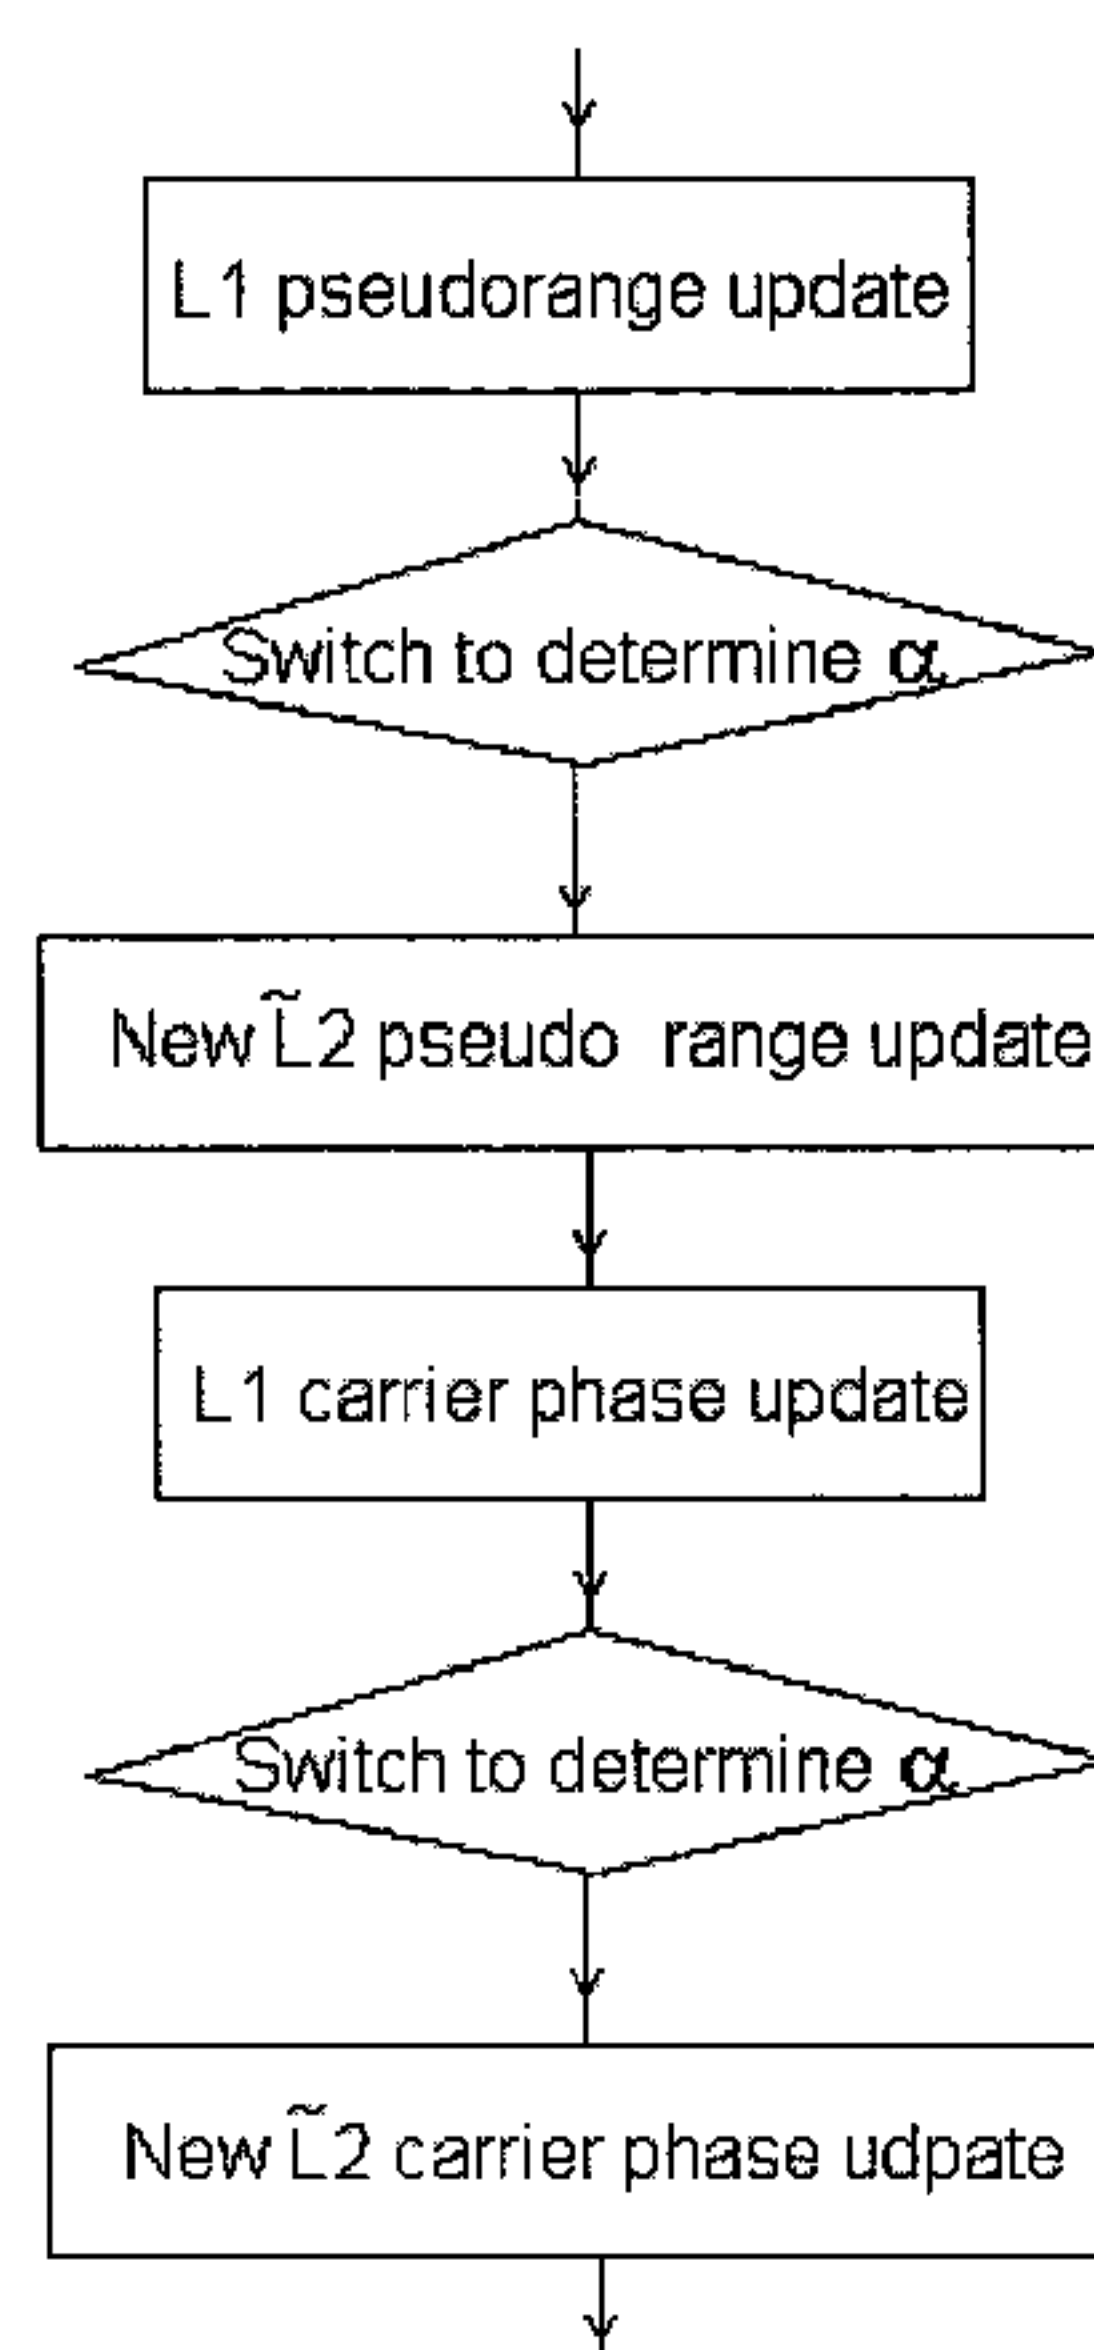 L1 pseudorange update
Switch to determine α
New L̃2 pseudo range update
L1 carrier phase update
Switch to determine α
New L̃2 carrier phase udpate